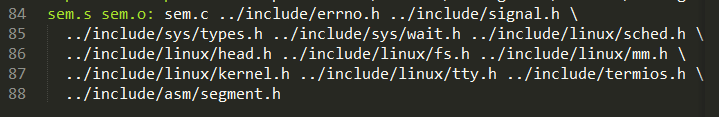 84 sem.s sem.o: sem.c ../include/errno.h ../include/signal.h \
85 ../include/sys/types.h ../include/sys/wait.h ../include/linux/sched.h \
86 ../include/linux/head.h ../include/linux/fs.h ../include/linux/mm.h \
87 ../include/linux/kernel.h ../include/linux/tty.h ../include/termios.h \
88 ../include/asm/segment.h